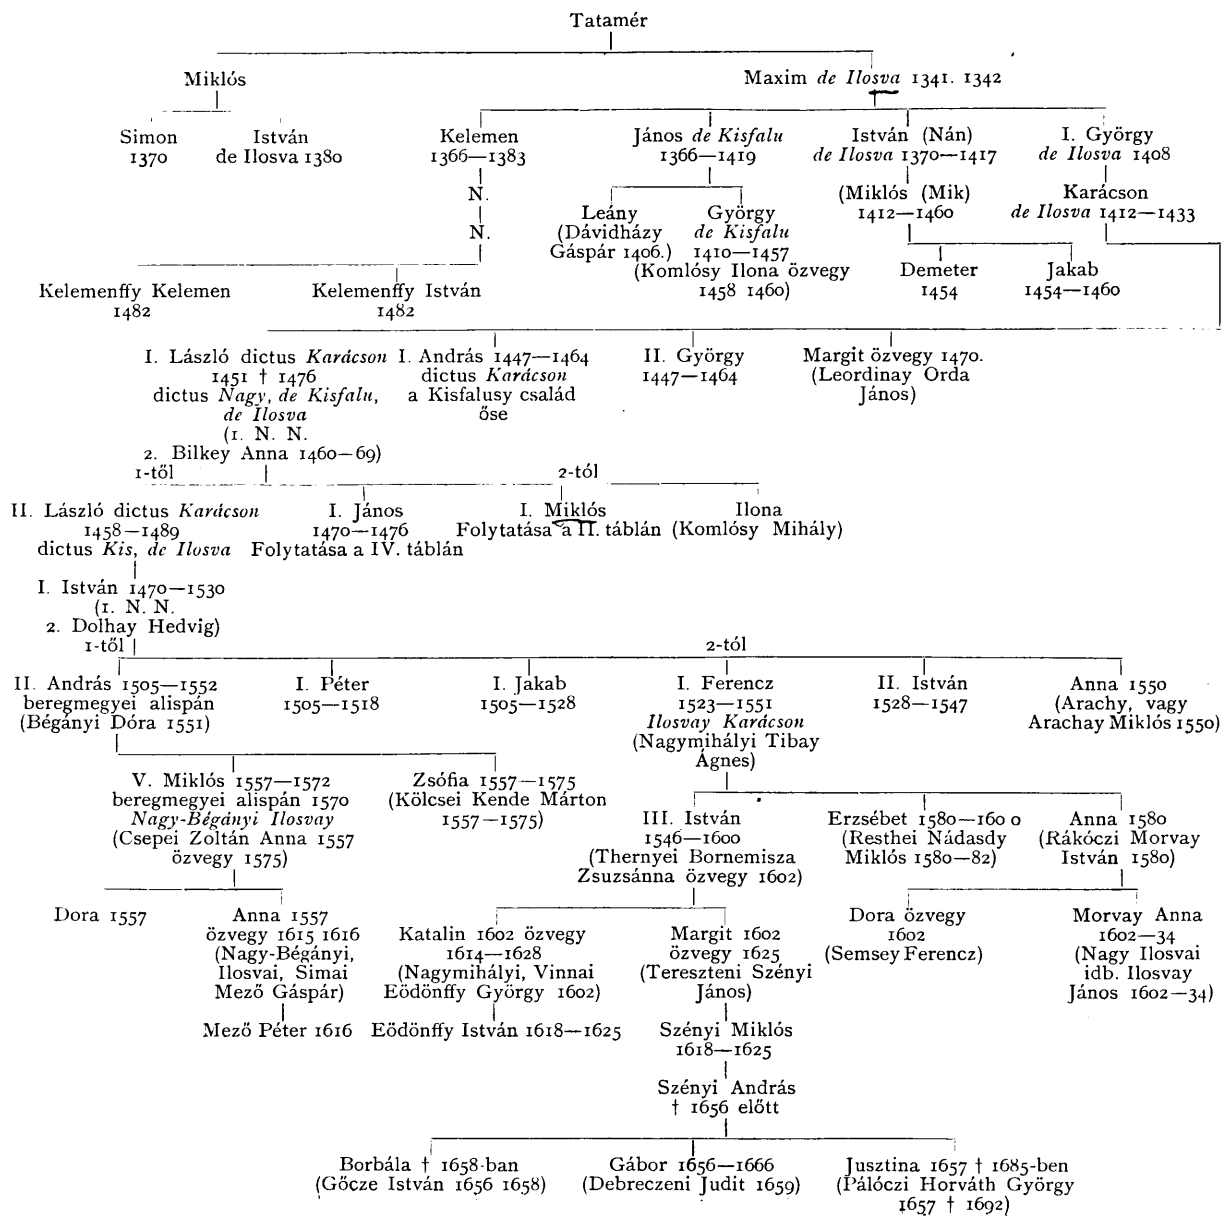 Tatamér
Miklós
Maxim de Ilosva 1341. 1342
Simon
1370
István
de Ilosva 1380
Kelemen
1366—1383
János de Kisfalu
1366—1419
István (Nán)
de Ilosva 1370—1417
I. György
de Ilosva 1408
N.
N.
Leány
(Dávidházy
Gáspár 1406.)
György
de Kisfalu
1410—1457
(Komlósy Ilona özvegy
1458 1460)
(Miklós (Mik)
1412—1460
Karácson
de Ilosva 1412—1433
Demeter
1454
Jakab
1454—1460
Kelemenffy Kelemen
1482
Kelemenffy István
1482
I. László dictus Karácson
1451 † 1476
dictus Nagy, de Kisfalu,
de Ilosva
(1. N. N.
2. Bilkey Anna 1460—69)
I. András 1447—1464
dictus Karácson
a Kisfalusy család
őse
II. György
1447—1464
Margit özvegy 1470.
(Leordinay Orda
János)
1-től
2-tól
II. László dictus Karácson
1458—1489
dictus Kis, de Ilosva
I. János
1470—1476
Folytatása a IV. táblán
I. Miklós
Folytatása a II. táblán
Ilona
(Komlósy Mihály)
I. István 1470—1530
(1. N. N.
2. Dolhay Hedvig)
1-től
2-tól
II. András 1505—1552
beregmegyei alispán
(Bégányi Dóra 1551)
I. Péter
1505—1518
I. Jakab
1505—1528
I. Ferencz
1523—1551
Ilosvay Karácson
(Nagymihályi Tibay
Ágnes)
II. István
1528—1547
Anna 1550
(Arachy, vagy
Arachay Miklós 1550)
V. Miklós 1557—1572
beregmegyei alispán 1570
Nagy-Bégányi Ilosvay
(Csepei Zoltán Anna 1557
özvegy 1575)
Zsófia 1557—1575
(Kölcsei Kende Márton
1557—1575)
III. István
1546—1600
(Thernyei Bornemisza
Zsuzsánna özvegy 1602)
Erzsébet 1580—1600
(Resthei Nádasdy
Miklós 1580—82)
Anna 1580
(Rákóczi Morvay
István 1580)
Dora 1557
Anna 1557
özvegy 1615 1616
(Nagy-Bégányi,
Ilosvai, Simai
Mező Gáspár)
Katalin 1602 özvegy
1614—1628
(Nagymihályi, Vinnai
Eödönffy György 1602)
Margit 1602
özvegy 1625
(Tereszteni Szényi
János)
Dora özvegy
1602
(Semsey Ferencz)
Morvay Anna
1602—34
(Nagy Ilosvai
idb. Ilosvay
János 1602—34)
Mező Péter 1616
Eödönffy István 1618—1625
Szényi Miklós
1618—1625
Szényi András
† 1656 előtt
Borbála † 1658-ban
(Gőcze István 1656 1658)
Gábor 1656—1666
(Debreczeni Judit 1659)
Jusztina 1657 † 1685-ben
(Pálóczi Horváth György
1657 † 1692)